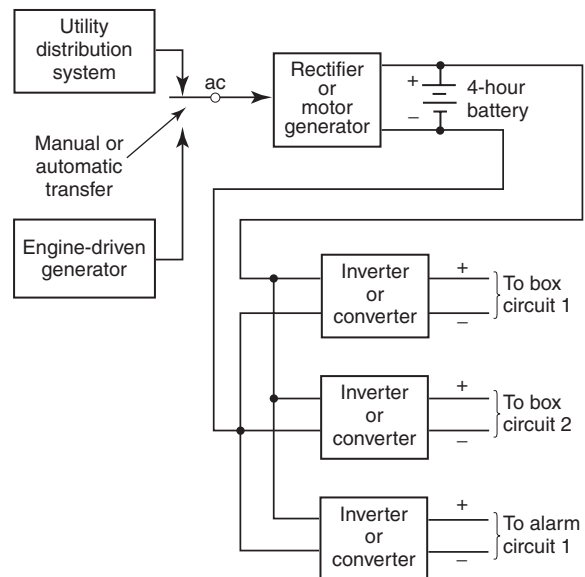 Utility
distribution
system
ac
Rectifier
or
motor
generator
+
–
4-hour
battery
Manual or
automatic
transfer
Engine-driven
generator
Inverter
or
converter
+
–
To box
circuit 1
Inverter
or
converter
+
–
To box
circuit 2
Inverter
or
converter
+
–
To alarm
circuit 1